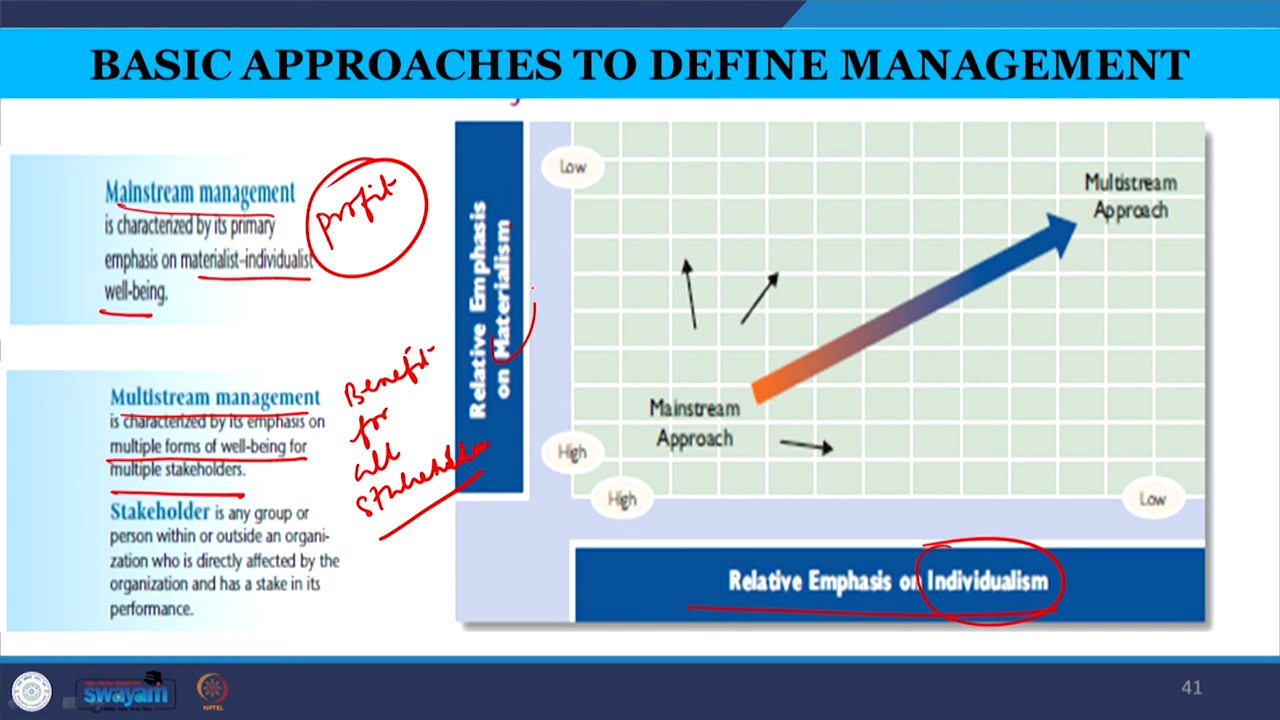 BASIC APPROACHES TO DEFINE MANAGEMENT
Mainstream management
is characterized by its primary
emphasis on materialist–individualist
well-being.
profit
Multistream management
is characterized by its emphasis on
multiple forms of well-being for
multiple stakeholders.
Stakeholder is any group or
person within or outside an organi-
zation who is directly affected by the
organization and has a stake in its
performance.
Benefit
for
all
stakeholders
Relative Emphasis
on Materialism
Low
High
Multistream
Approach
Mainstream
Approach
High
Low
Relative Emphasis on Individualism
swayam
NPTEL
41